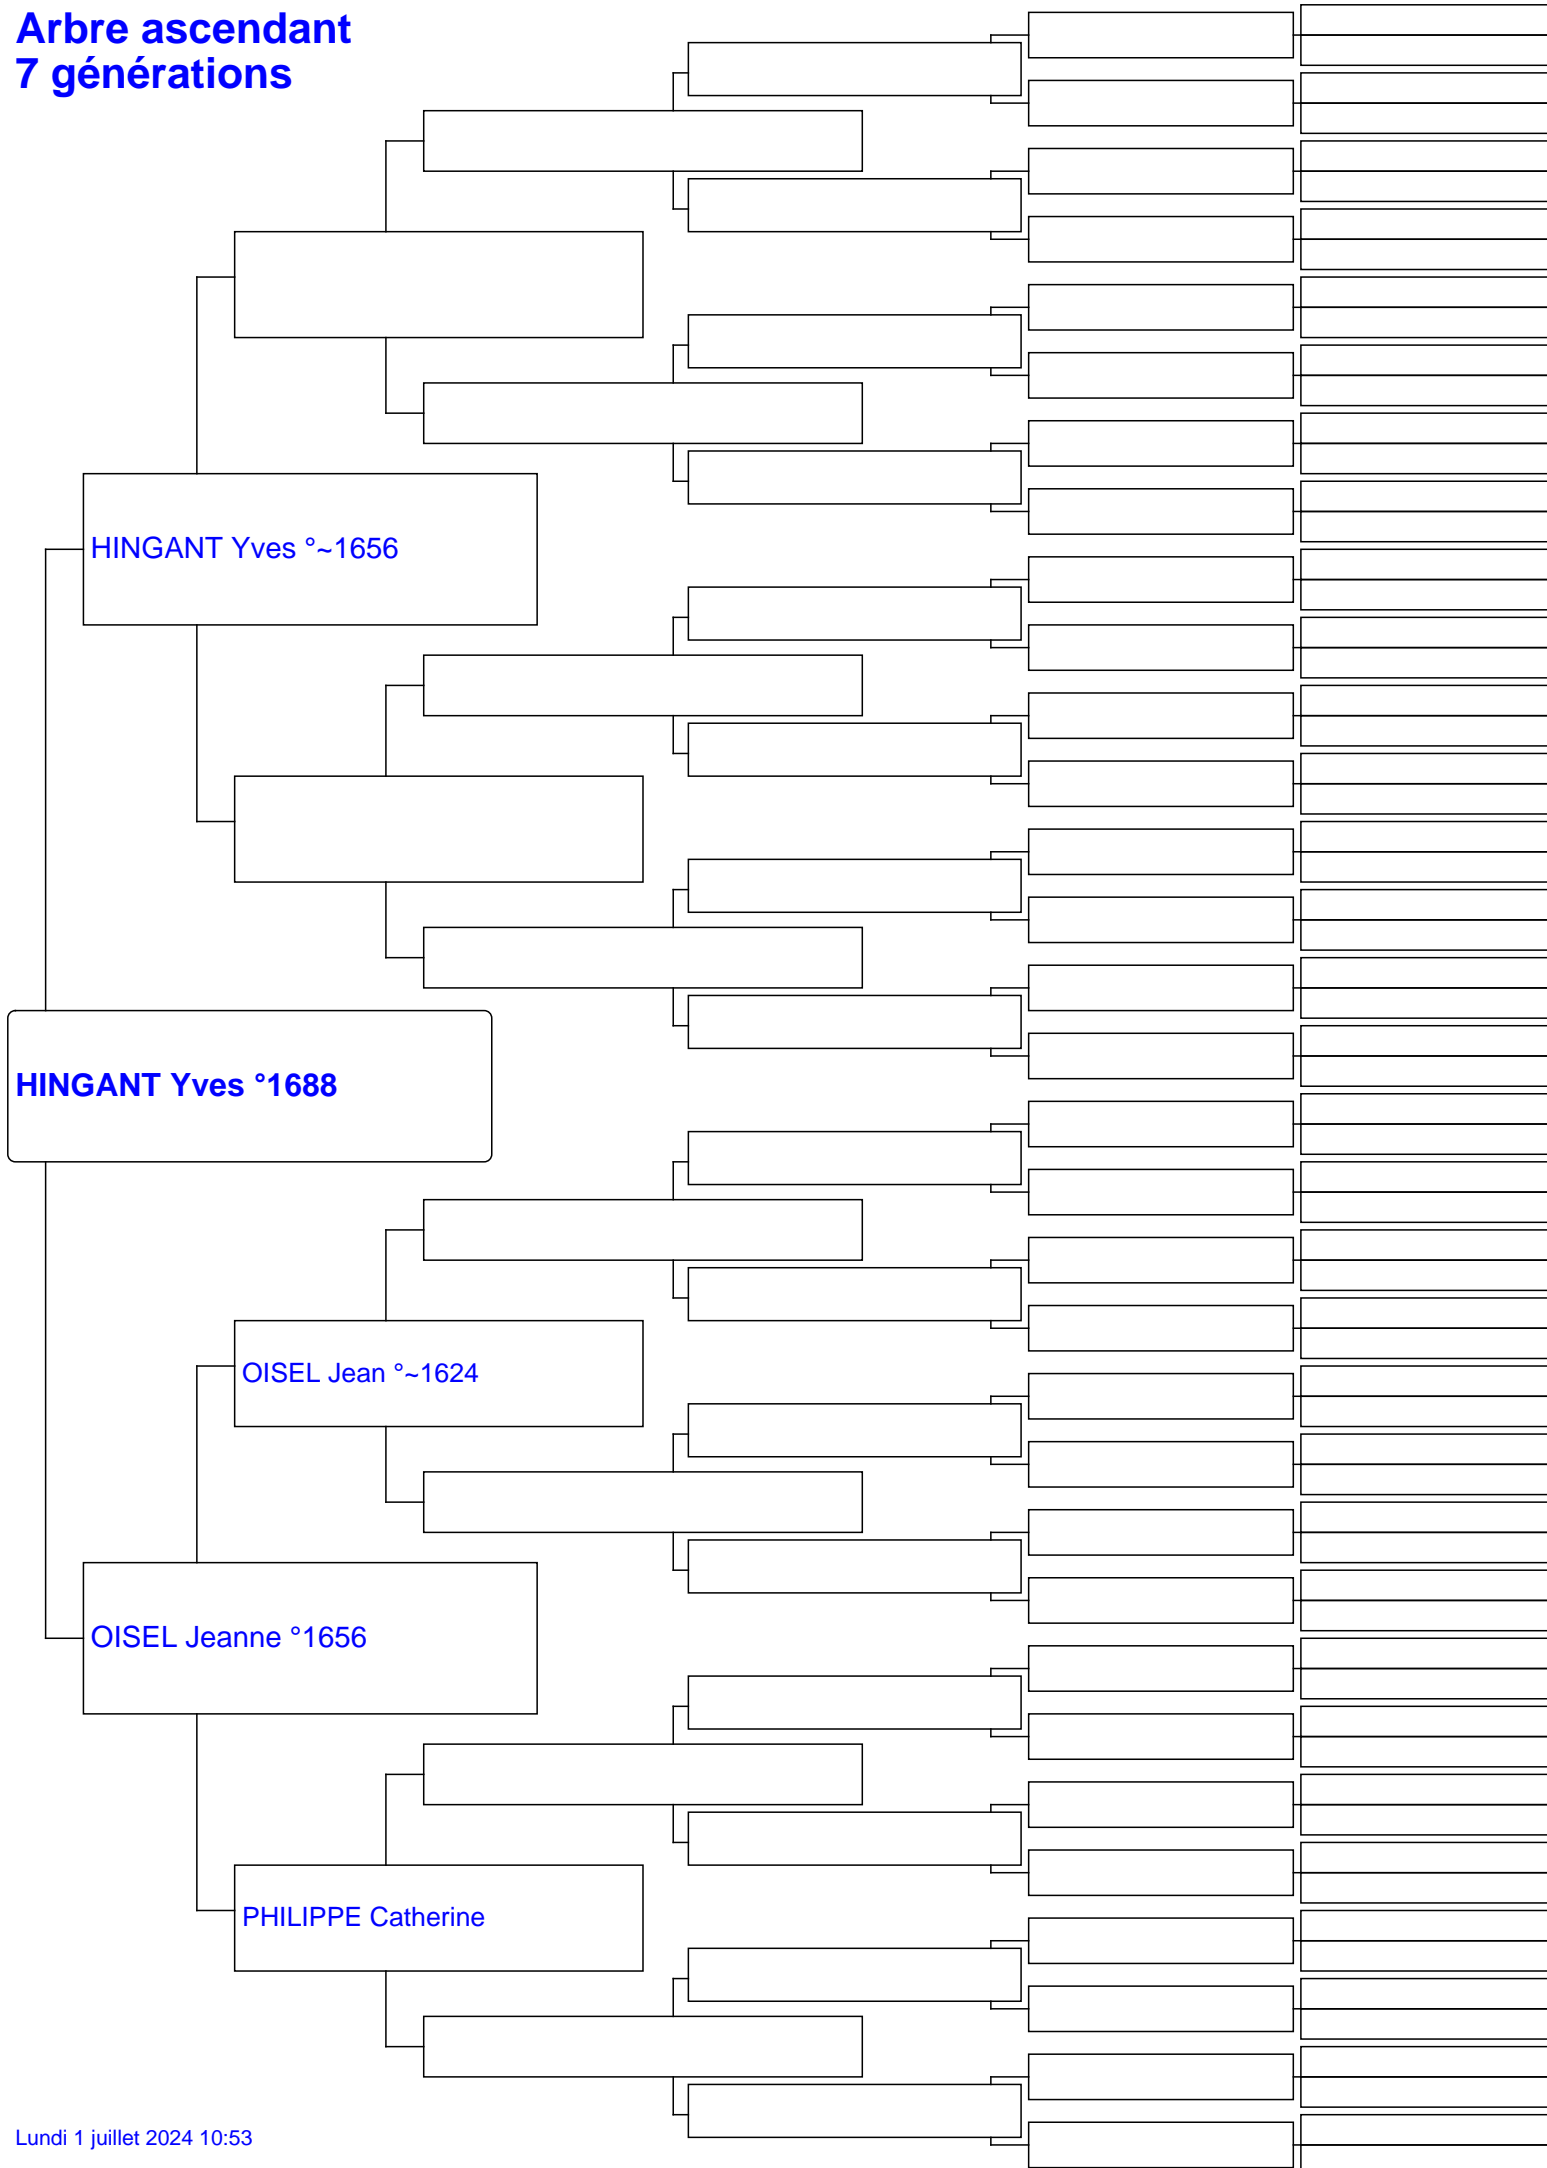 Arbre ascendant
7 générations
HINGANT Yves °~1656
HINGANT Yves °1688
OISEL Jean °~1624
OISEL Jeanne °1656
PHILIPPE Catherine
Lundi 1 juillet 2024 10:53